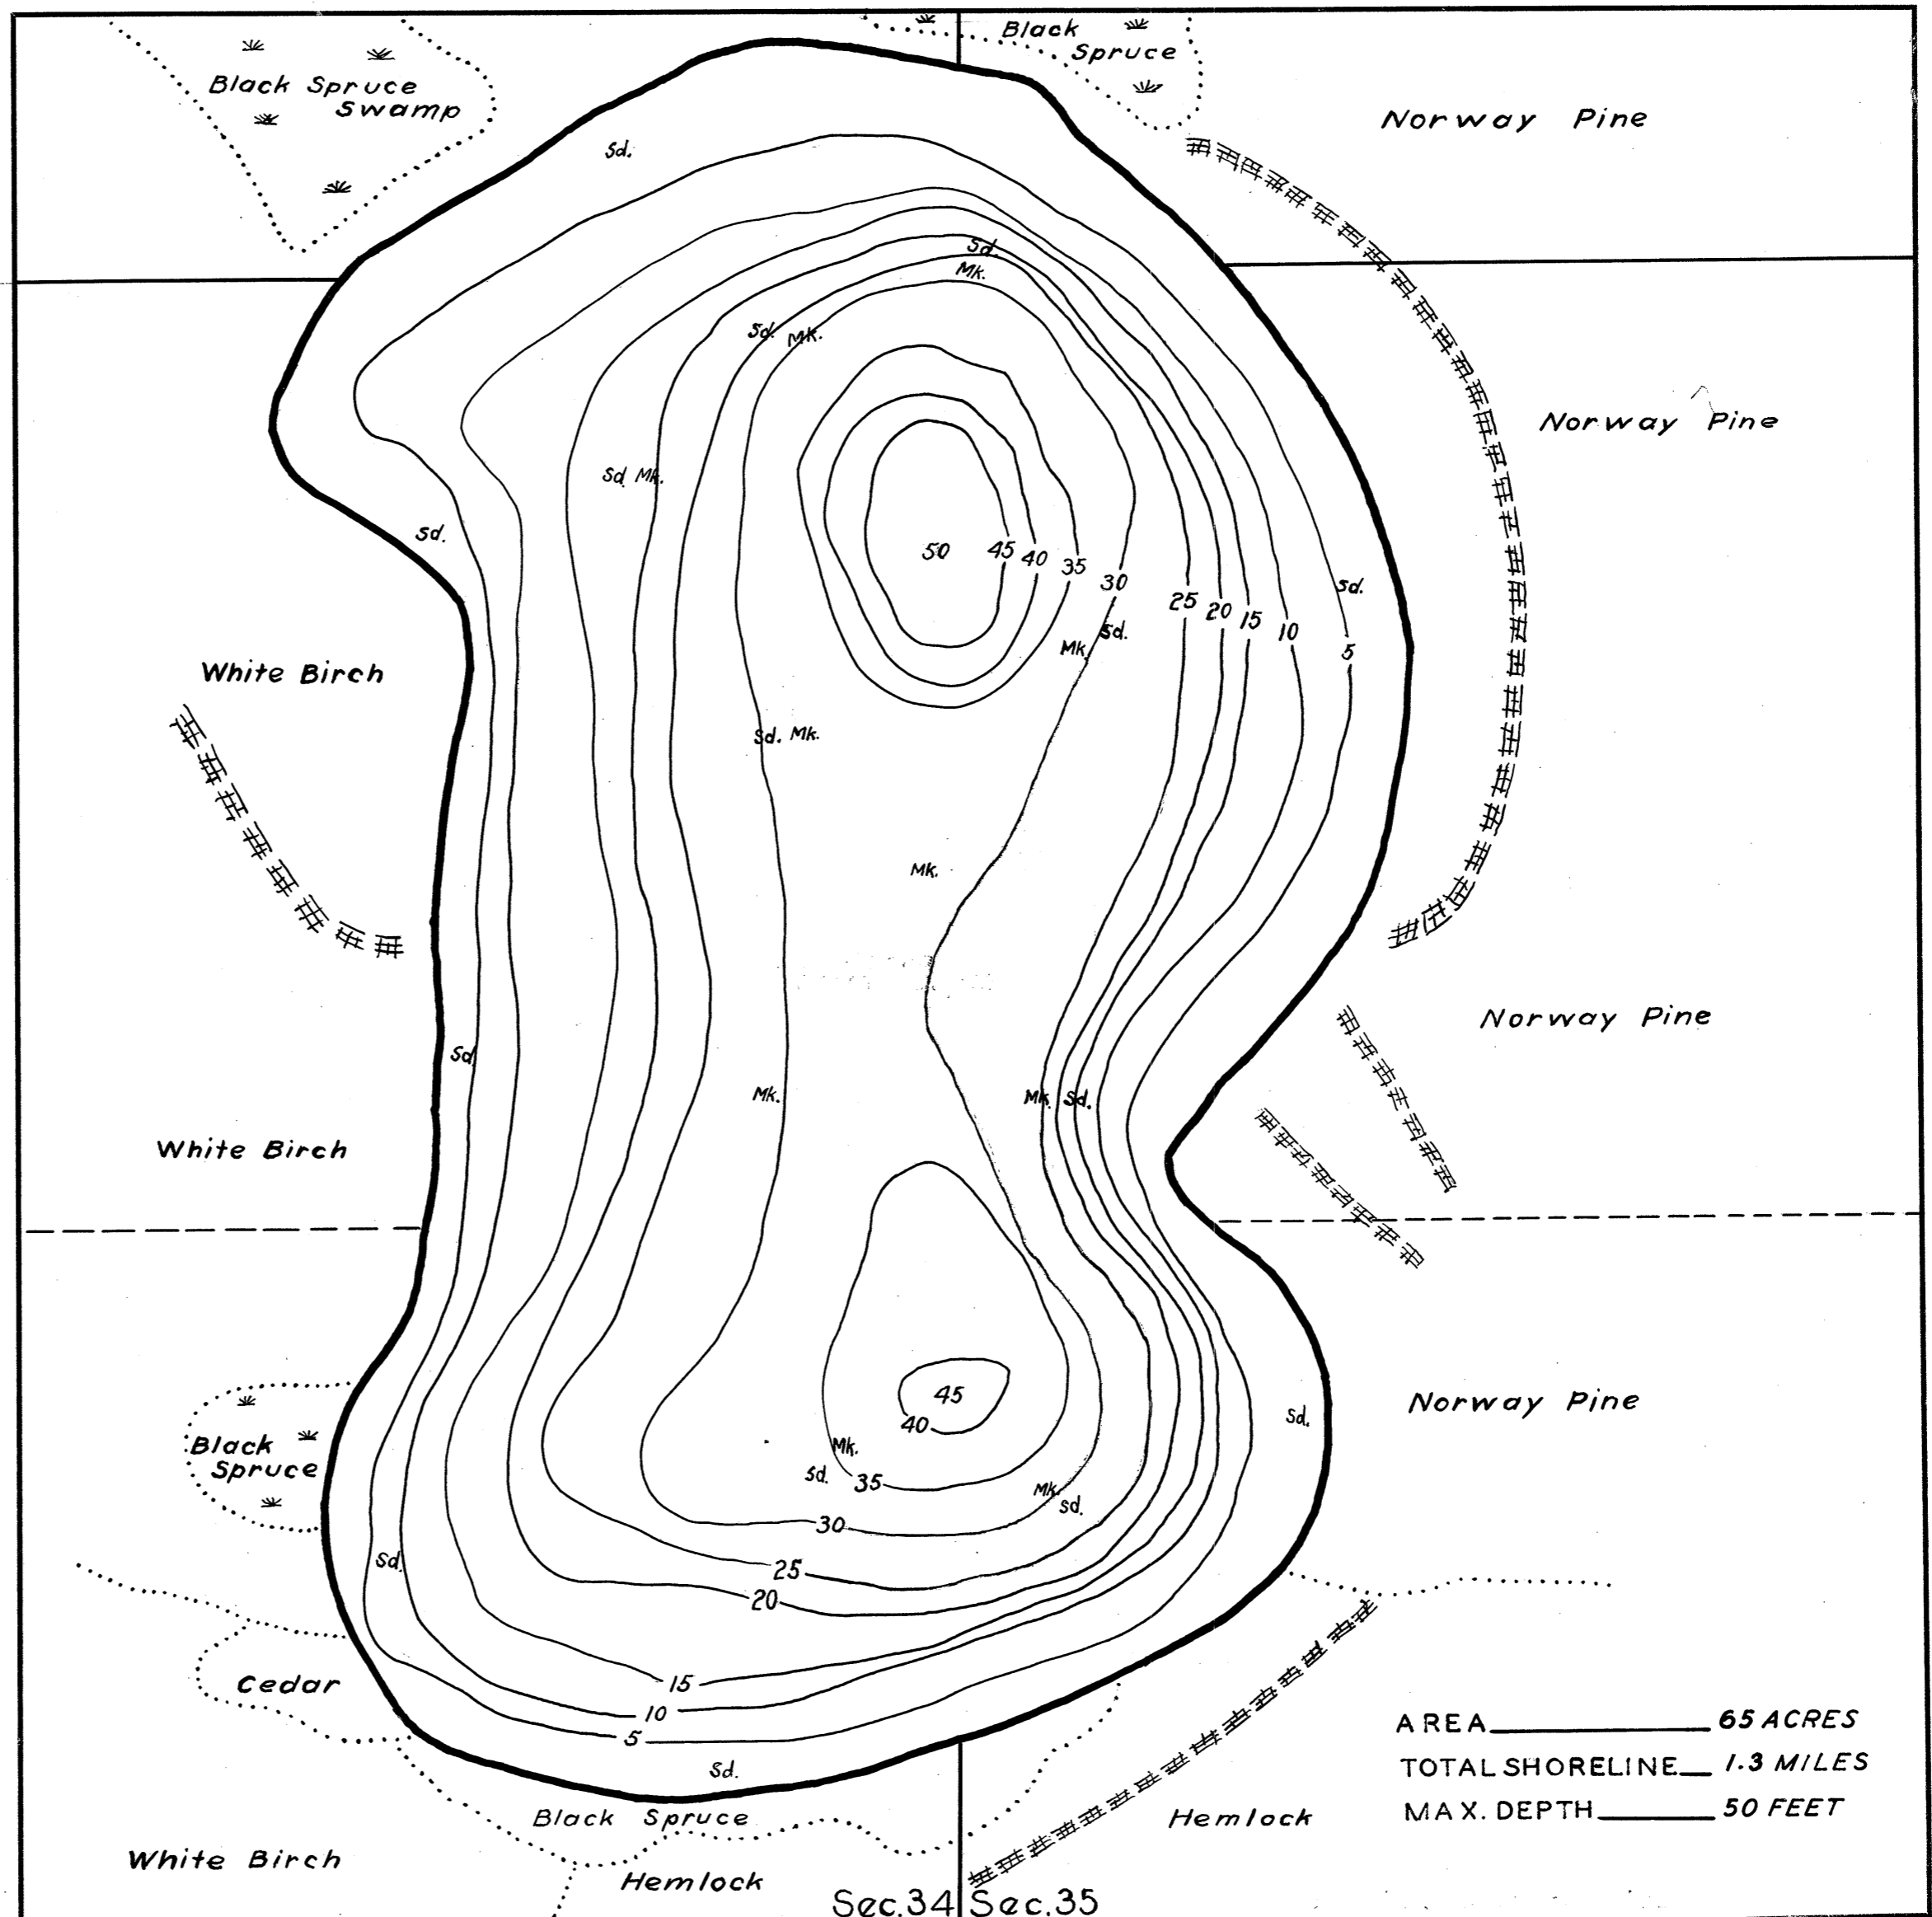 Black
Spruce
Black Spruce
Swamp
Norway Pine
Sd.
Sd.
Mk.
Sd.
Mk.
Norway Pine
Sd. Mk.
Sd.
50
45
40
35
30
25
20
15
10
5
Sd.
Sd.
Mk.
White Birch
Sd. Mk.
Mk.
Norway Pine
Sd.
Mk.
Mk. Sd.
White Birch
45
40
Norway Pine
Sd.
Black
Spruce
Mk.
Sd.
35
Mk.
Sd.
30
Sd.
25
20
15
10
5
Cedar
Sd.
AREA 65 ACRES
TOTAL SHORELINE 1.3 MILES
MAX. DEPTH 50 FEET
Black Spruce
Hemlock
White Birch
Hemlock
Sec. 34 Sec. 35